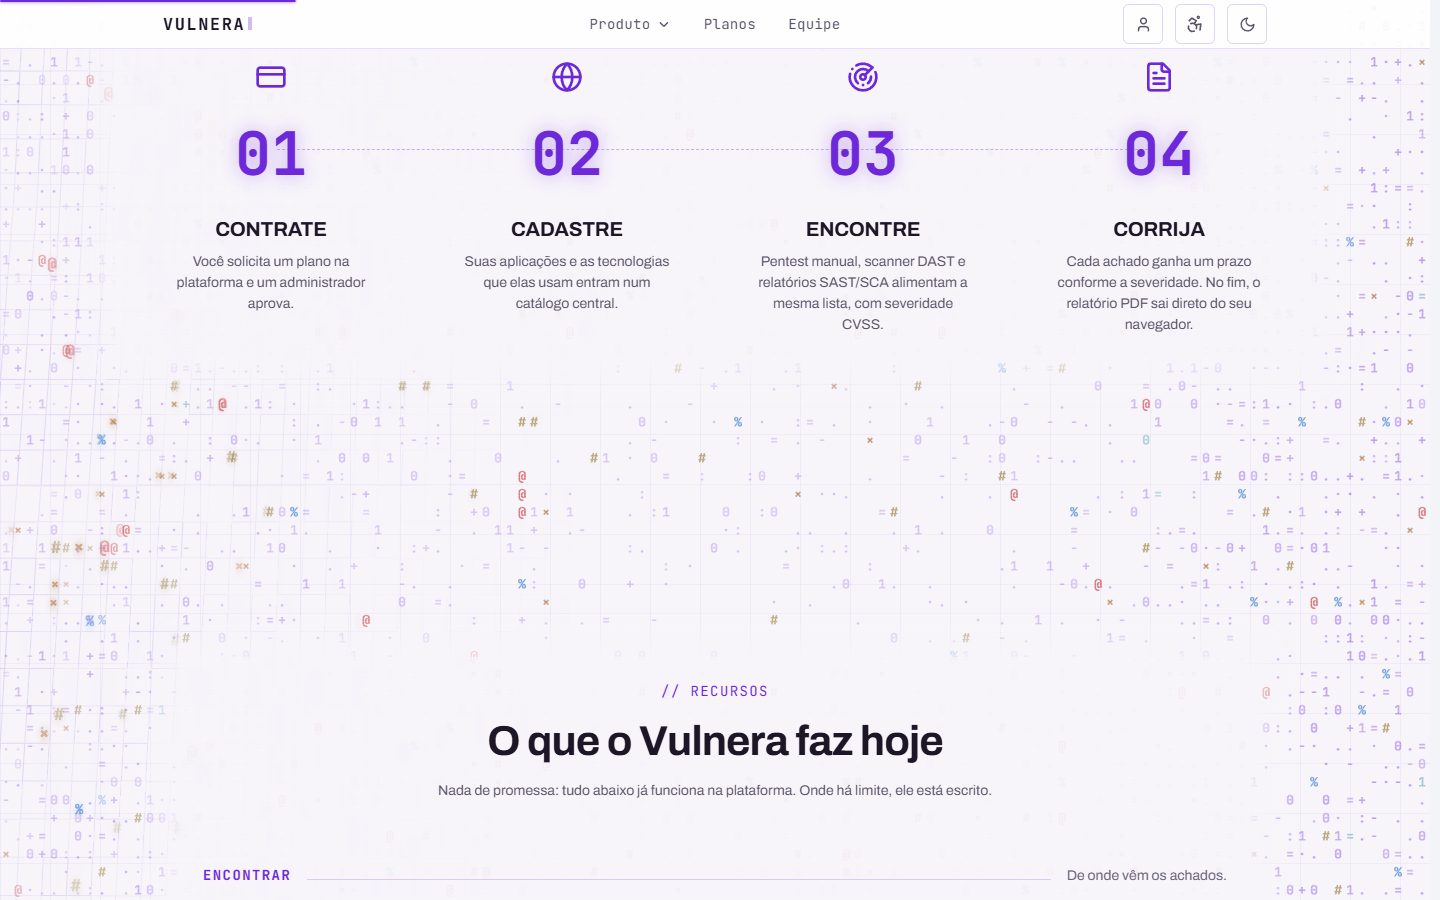 VULNERA
Produto
Planos
Equipe
01
02
03
04
CONTRATE
Você solicita um plano na
plataforma e um administrador
aprova.
CADASTRE
Suas aplicações e as tecnologias
que elas usam entram num
catálogo central.
ENCONTRE
Pentest manual, scanner DAST e
relatórios SAST/SCA alimentam a
mesma lista, com severidade
CVSS.
CORRIJA
Cada achado ganha um prazo
conforme a severidade. No fim, o
relatório PDF sai direto do seu
navegador.
// RECURSOS
O que o Vulnera faz hoje
Nada de promessa: tudo abaixo já funciona na plataforma. Onde há limite, ele está escrito.
ENCONTRAR
De onde vêm os achados.